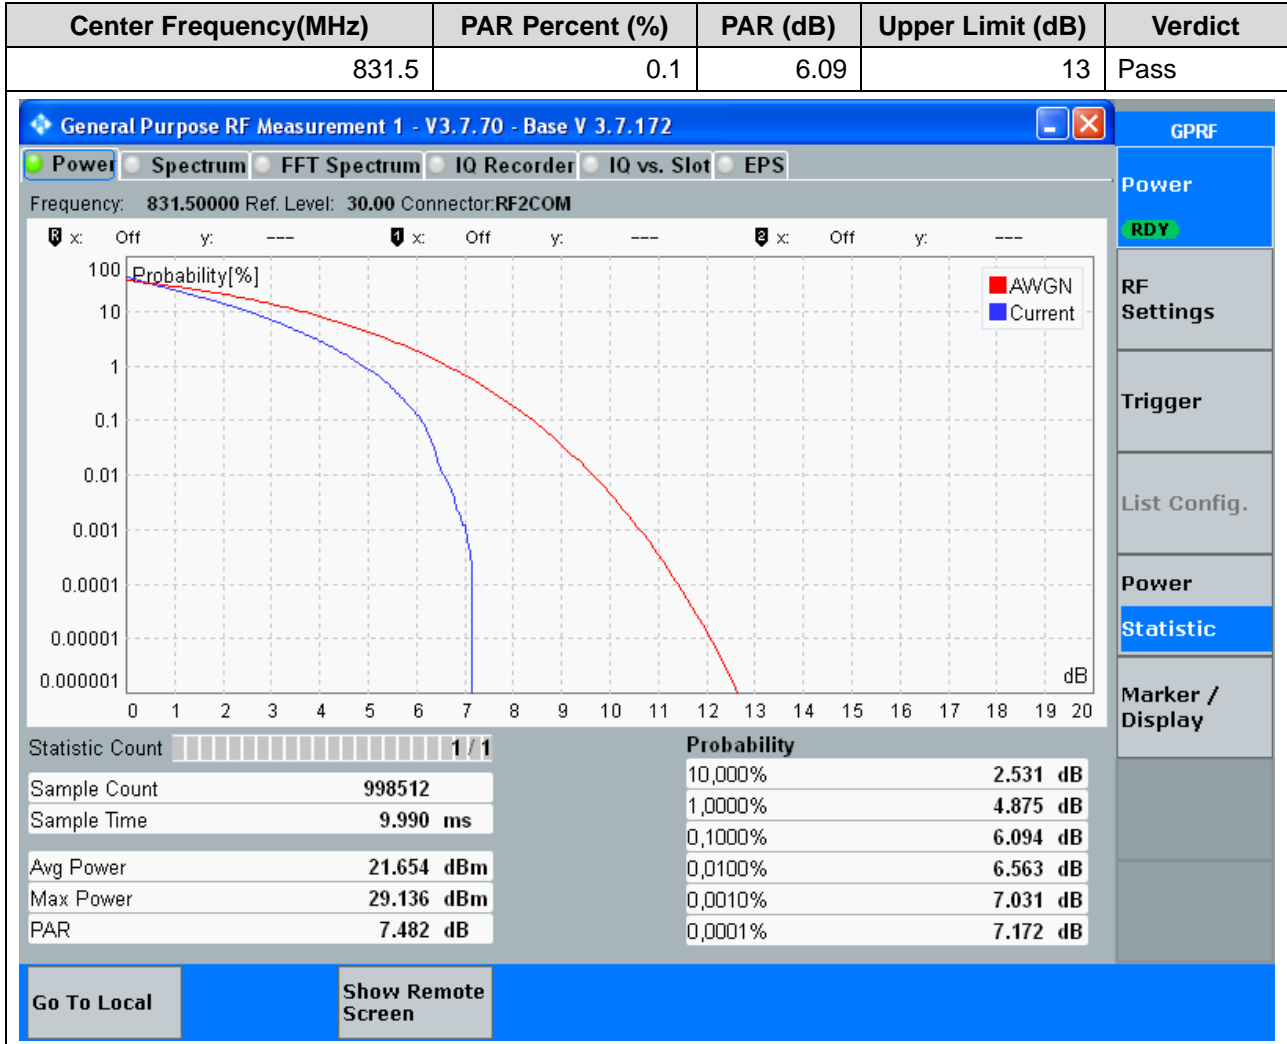 Center Frequency(MHz) PAR Percent (%) PAR (dB) Upper Limit (dB) Verdict
831.5 0.1 6.09 13 Pass
General Purpose RF Measurement 1 - V3.7.70 - Base V 3.7.172
GPRF
Power Spectrum FFT Spectrum IQ Recorder IQ vs. Slot EPS
Frequency: 831.50000 Ref. Level: 30.00 Connector:RF2COM
R x: Off y: --- 1 x: Off y: --- 2 x: Off y: ---
Probability[%]
AWGN
Current
100
10
1
0.1
0.01
0.001
0.0001
0.00001
0.000001
dB
0 1 2 3 4 5 6 7 8 9 10 11 12 13 14 15 16 17 18 19 20
Statistic Count 1 / 1
Sample Count 998512
Sample Time 9.990 ms
Avg Power 21.654 dBm
Max Power 29.136 dBm
PAR 7.482 dB
Probability
10,000% 2.531 dB
1,0000% 4.875 dB
0,1000% 6.094 dB
0,0100% 6.563 dB
0,0010% 7.031 dB
0,0001% 7.172 dB
Power
RDY
RF
Settings
Trigger
List Config.
Power
Statistic
Marker /
Display
Go To Local
Show Remote
Screen